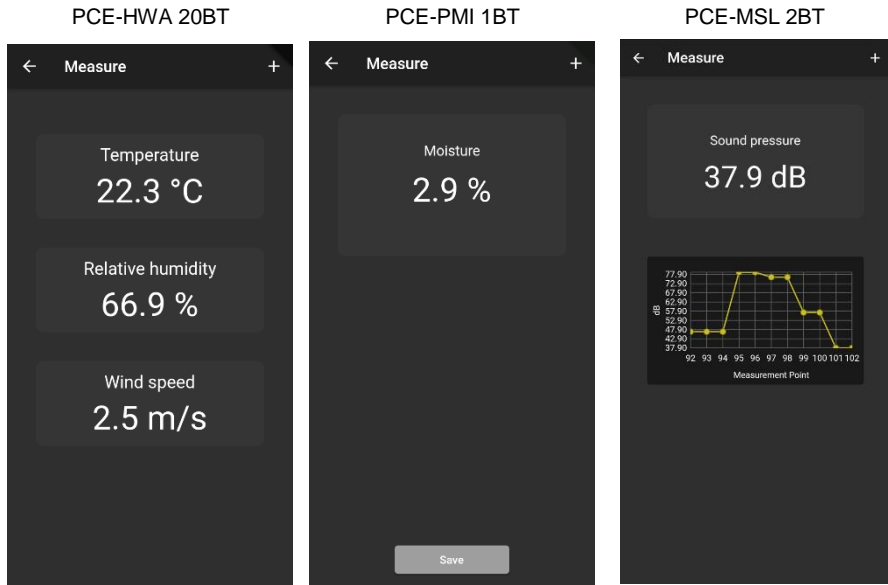 PCE-HWA 20BT
PCE-PMI 1BT
PCE-MSL 2BT
← Measure +
Temperature
22.3 °C
Relative humidity
66.9 %
Wind speed
2.5 m/s
← Measure +
Moisture
2.9 %
Save
← Measure +
Sound pressure
37.9 dB
dB
77.90
72.90
67.90
62.90
57.90
52.90
47.90
42.90
37.90
92 93 94 95 96 97 98 99 100 101 102
Measurement Point